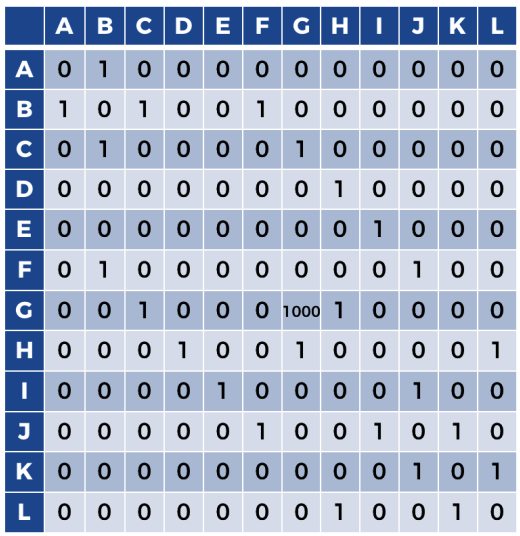 A B C D E F G H I J K L
A 0 1 0 0 0 0 0 0 0 0 0 0
B 1 0 1 0 0 1 0 0 0 0 0 0
C 0 1 0 0 0 0 1 0 0 0 0 0
D 0 0 0 0 0 0 0 1 0 0 0 0
E 0 0 0 0 0 0 0 0 1 0 0 0
F 0 1 0 0 0 0 0 0 0 1 0 0
G 0 0 1 0 0 0 1000 1 0 0 0 0
H 0 0 0 1 0 0 1 0 0 0 0 1
I 0 0 0 0 1 0 0 0 0 1 0 0
J 0 0 0 0 0 1 0 0 1 0 1 0
K 0 0 0 0 0 0 0 0 0 1 0 1
L 0 0 0 0 0 0 0 1 0 0 1 0